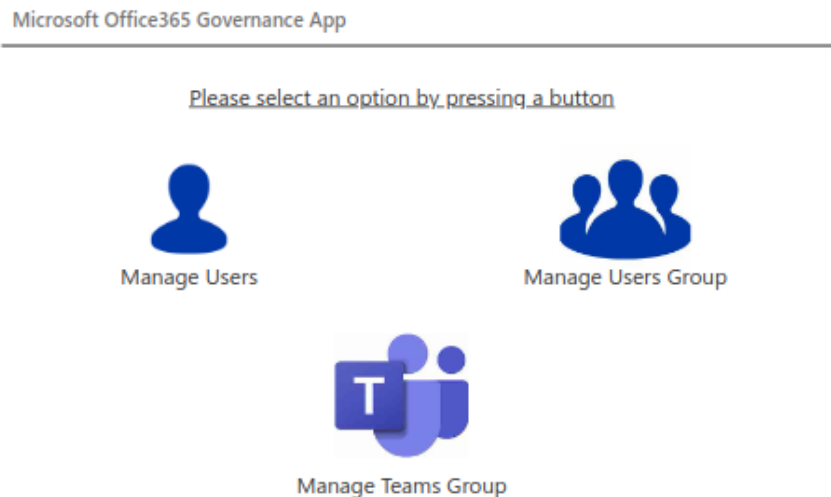 Microsoft Office365 Governance App
Please select an option by pressing a button
Manage Users
Manage Users Group
T
Manage Teams Group